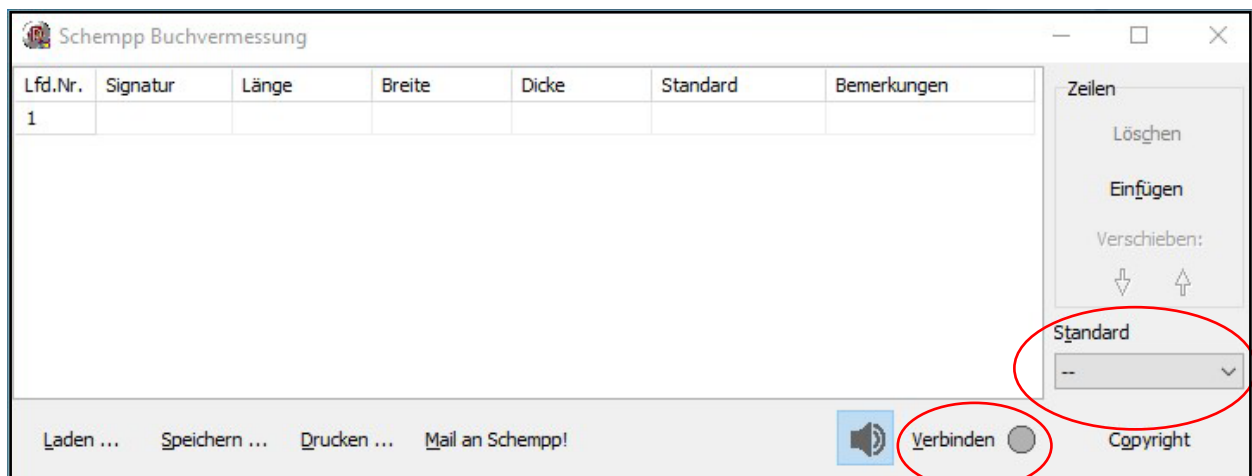 Schempp Buchvermessung
Lfd.Nr. Signatur Länge Breite Dicke Standard Bemerkungen
1
Zeilen
Löschen
Einfügen
Verschieben:
Standard
--
Laden ... Speichern ... Drucken ... Mail an Schempp! Verbinden Copyright